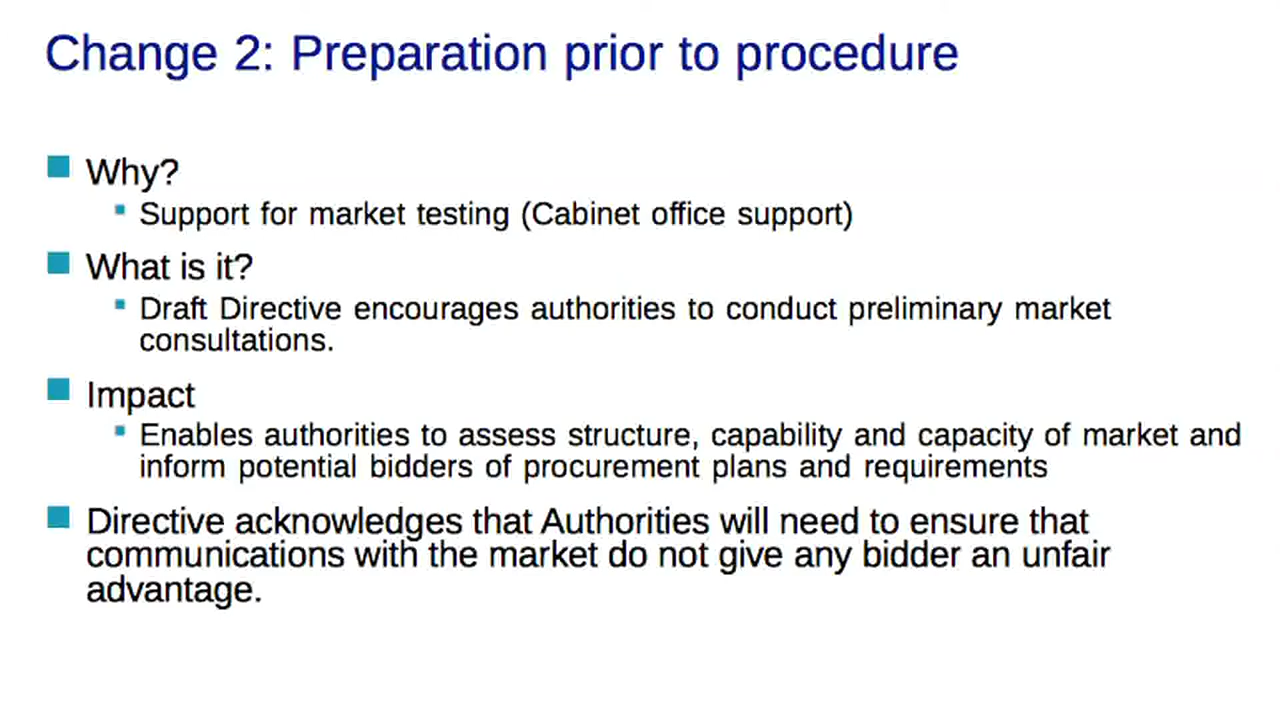 Change 2: Preparation prior to procedure
Why?
Support for market testing (Cabinet office support)
What is it?
Draft Directive encourages authorities to conduct preliminary market
consultations.
Impact
Enables authorities to assess structure, capability and capacity of market and
inform potential bidders of procurement plans and requirements
Directive acknowledges that Authorities will need to ensure that
communications with the market do not give any bidder an unfair
advantage.